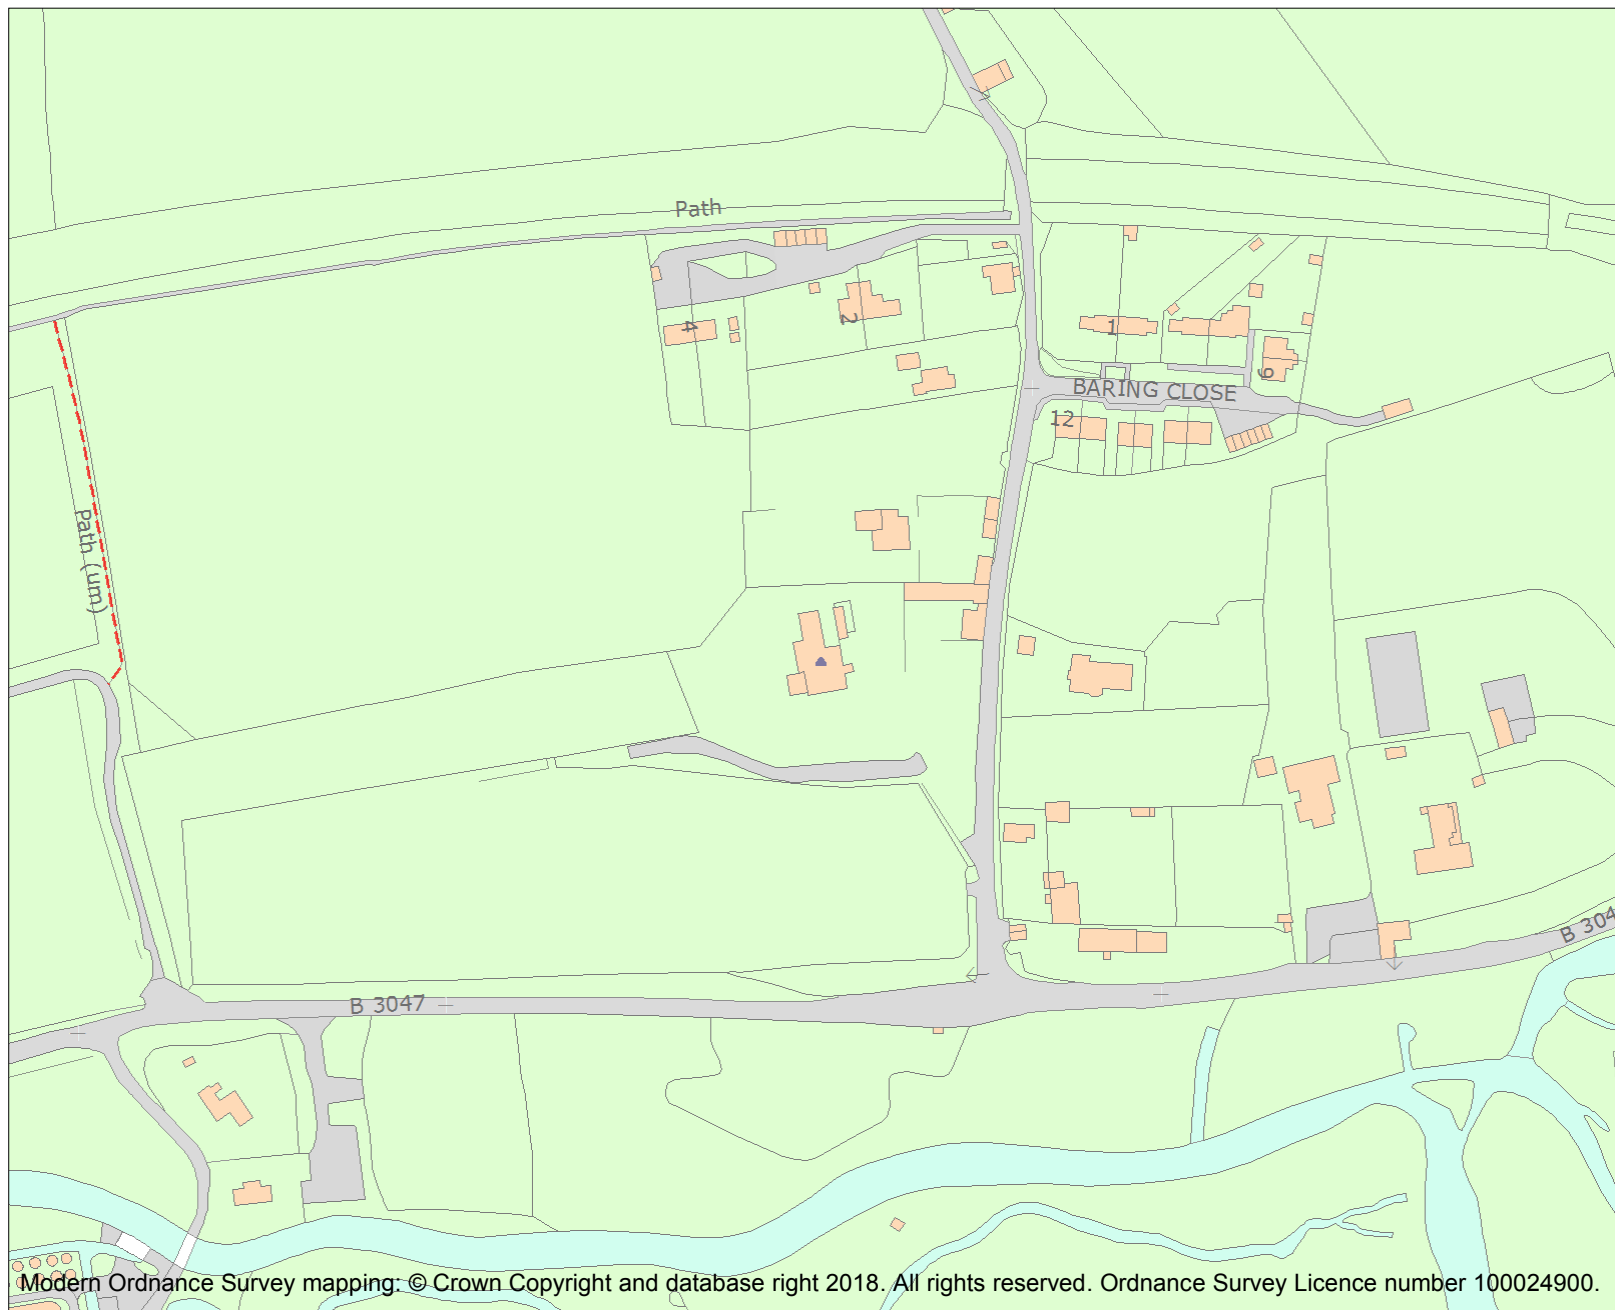 Path
4
2
1
9
BARING CLOSE
12
Path (um)
B 3047
B 304
Modern Ordnance Survey mapping: © Crown Copyright and database right 2018. All rights reserved. Ordnance Survey Licence number 100024900.